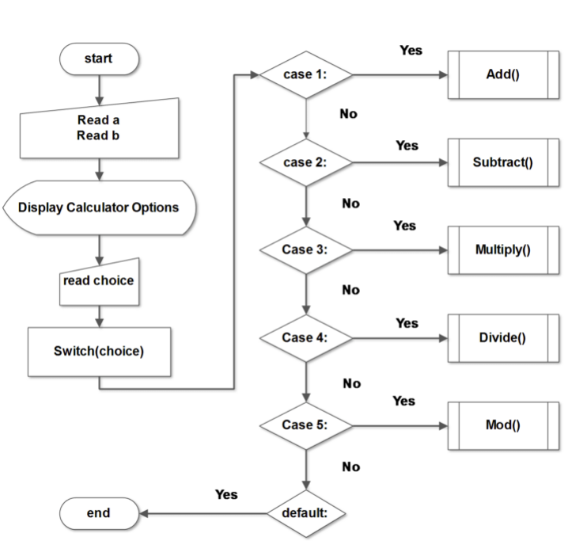 start
Read a
Read b
Display Calculator Options
read choice
Switch(choice)
case 1:
Yes
Add()
No
case 2:
Yes
Subtract()
No
Case 3:
Yes
Multiply()
No
Case 4:
Yes
Divide()
No
Case 5:
Yes
Mod()
No
default:
Yes
end